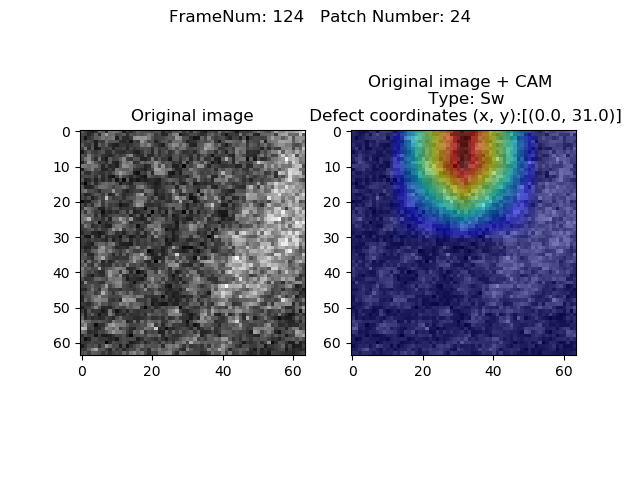 FrameNum: 124   Patch Number: 24
Original image
Original image + CAM
Type: Sw
Defect coordinates (x, y):[(0.0, 31.0)]
0
10
20
30
40
50
60
0 20 40 60
0
10
20
30
40
50
60
0 20 40 60